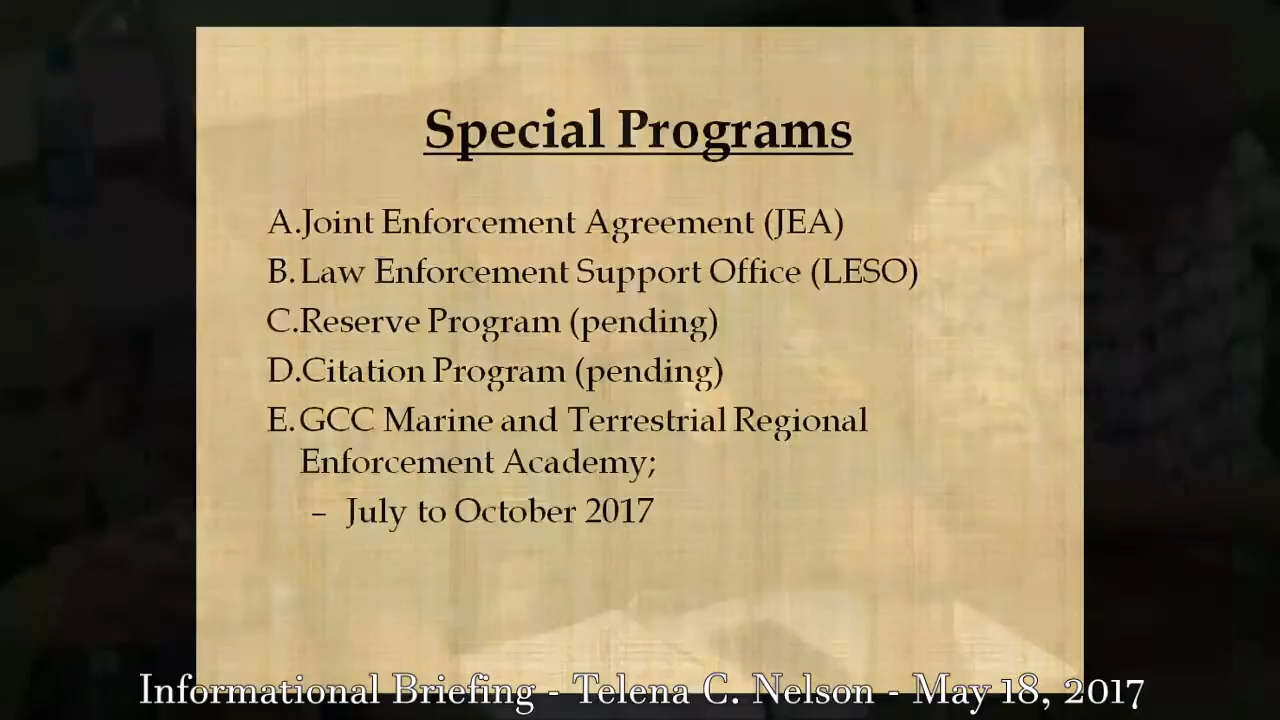 Special Programs
A.Joint Enforcement Agreement (JEA)
B.Law Enforcement Support Office (LESO)
C.Reserve Program (pending)
D.Citation Program (pending)
E.GCC Marine and Terrestrial Regional
Enforcement Academy;
– July to October 2017
Informational Briefing - Telena C. Nelson - May 18, 2017